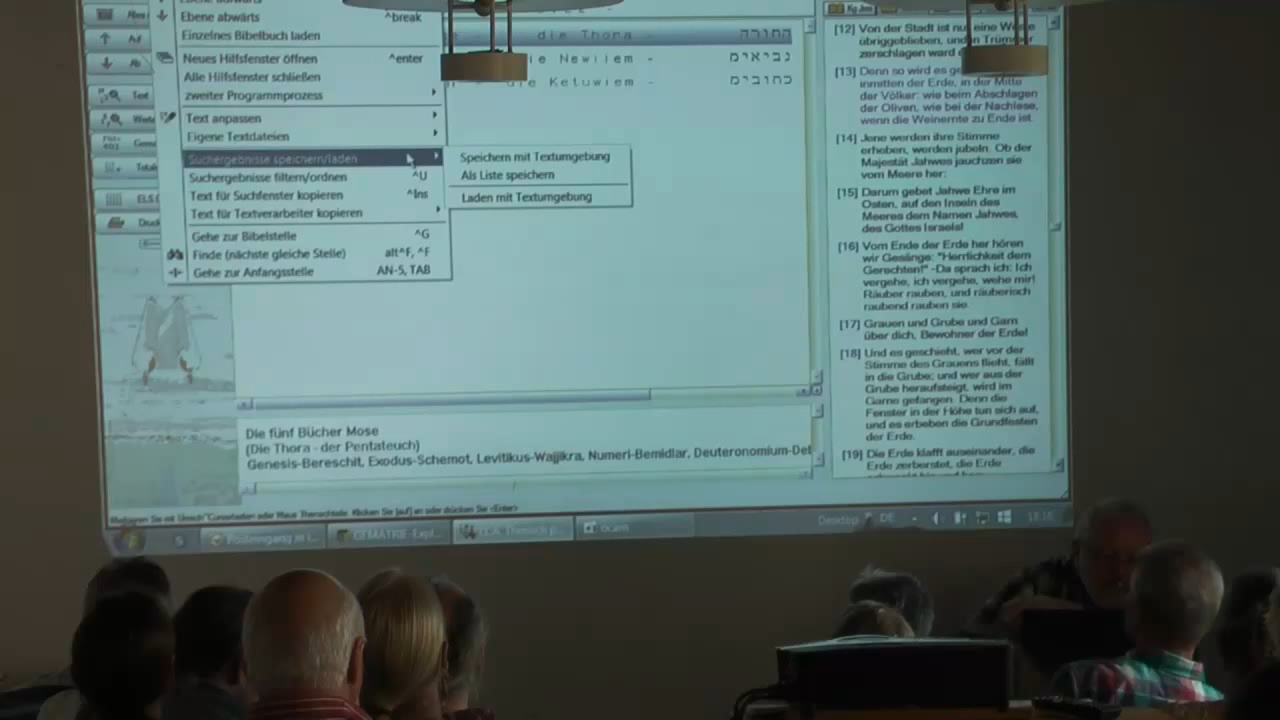 Ebene abwärts ^break
Einzelnes Bibelbuch laden
Neues Hilfsfenster öffnen ^enter
Alle Hilfsfenster schließen
zweiter Programmprozess
Text anpassen
Eigene Textdateien
Suchergebnisse speichern/laden
Suchergebnisse filtern/ordnen ^U
Text für Suchfenster kopieren ^Ins
Text für Textverarbeiter kopieren
Gehe zur Bibelstelle ^G
Finde (nächste gleiche Stelle) alt^F, ^F
Gehe zur Anfangsstelle AN-5, TAB
Speichern mit Textumgebung
Als Liste speichern
Laden mit Textumgebung
die Thora - התורה
ie Newiiem - נביאים
die Ketuwiem - כתובים
Text
ELS
Die fünf Bücher Mose
(Die Thora - der Pentateuch)
Genesis-Bereschit, Exodus-Schemot, Levitikus-Wajjikra, Numeri-Bemidlar, Deuteronomium-Det
[12] Von der Stadt ist nur eine
übriggeblieben, und in
zerschlagen ward
[13] Denn so wird es
inmitten der Erde, in der Mitte
der Völker: wie beim Abschlagen
der Oliven, wie bei der Nachlese,
wenn die Weinernte zu Ende ist.
[14] Jene werden ihre Stimme
erheben, werden jubeln. Ob der
Majestät Jahwes jauchzen sie
vom Meere her:
[15] Darum gebet Jahwe Ehre im
Osten, auf den Inseln des
Meeres dem Namen Jahwes,
des Gottes Israels!
[16] Vom Ende der Erde her hören
wir Gesänge: "Herrlichkeit dem
Gerechten!" -Da sprach ich: Ich
vergehe, ich vergehe, wehe mir!
Räuber rauben, und räuberisch
raubend rauben sie.
[17] Grauen und Grube und Garn
über dich, Bewohner der Erde!
[18] Und es geschieht, wer vor der
Stimme des Grauens flieht, fällt
in die Grube; und wer aus der
Grube heraufsteigt, wird im
Garne gefangen. Denn die
Fenster in der Höhe tun sich auf,
und es erbeben die Grundfesten
der Erde.
[19] Die Erde klafft auseinander, die
Erde zerberstet, die Erde
Posteingang
GEMATRIE-Expl...
Desktop DE